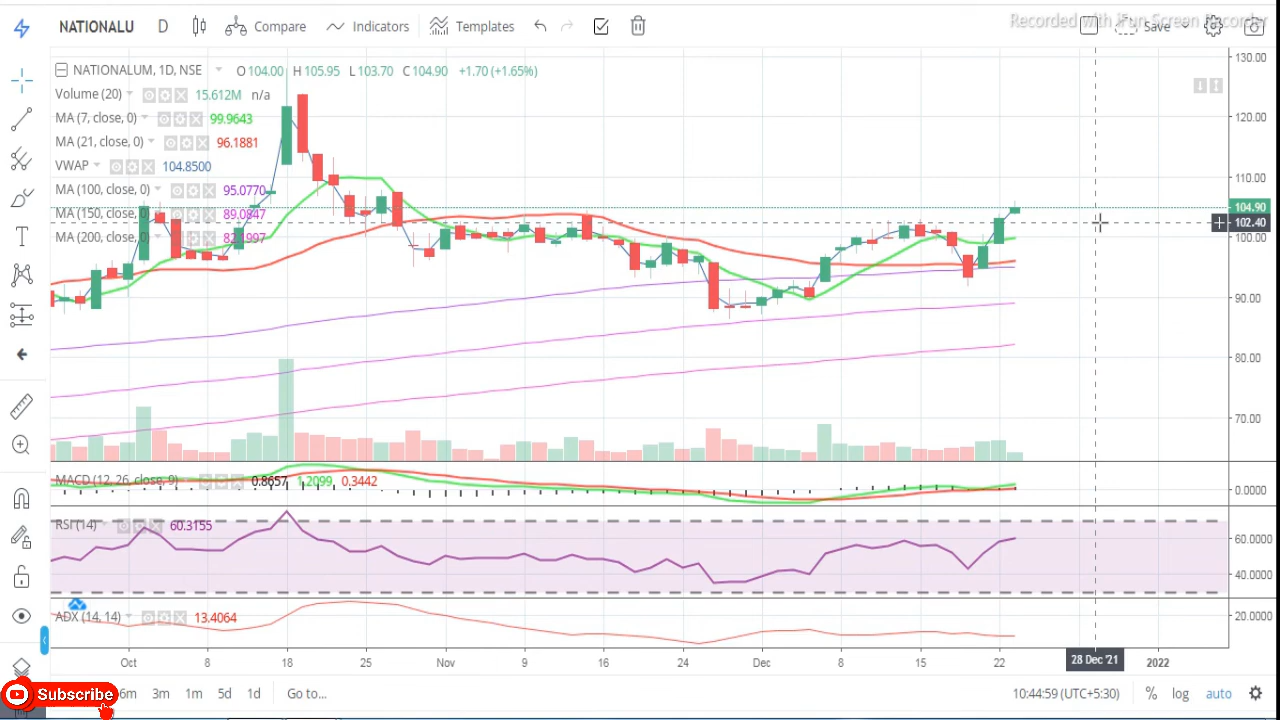 NATIONALU D Compare Indicators Templates Save
Recorded with iFun Screen Recorder
NATIONALUM, 1D, NSE O 104.00 H 105.95 L 103.70 C 104.90 +1.70 (+1.65%)
Volume (20) 15.612M n/a
MA (7, close, 0) 99.9643
MA (21, close, 0) 96.1881
VWAP 104.8500
MA (100, close, 0) 95.0770
MA (150, close, 0) 89.0847
MA (200, close, 0)
130.00
120.00
110.00
104.90
102.40
100.00
90.00
80.00
70.00
MACD (12, 26, close, 9) 0.8657 1.2099 0.3442
0.0000
RSI (14) 60.3155
60.0000
40.0000
ADX (14, 14) 13.4064
20.0000
Oct 8 18 25 Nov 9 16 24 Dec 8 15 22 28 Dec '21 2022
Subscribe
6m 3m 1m 5d 1d Go to... 10:44:59 (UTC+5:30) % log auto